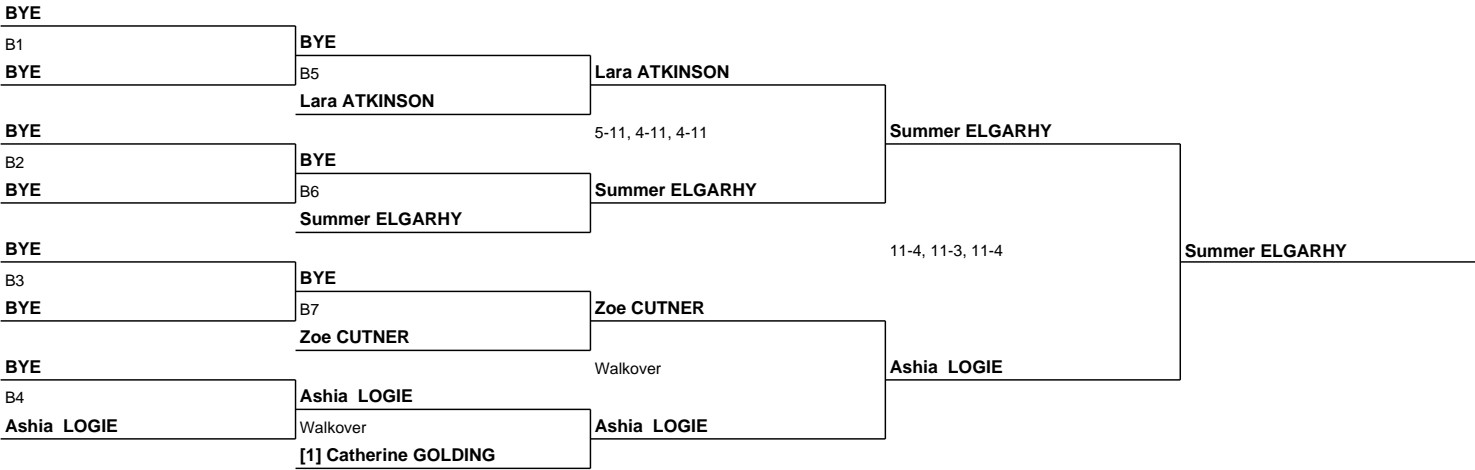 BYE
B1
BYE
BYE
B5
Lara ATKINSON
Lara ATKINSON
BYE
5-11, 4-11, 4-11
Summer ELGARHY
B2
BYE
BYE
B6
Summer ELGARHY
Summer ELGARHY
BYE
11-4, 11-3, 11-4
Summer ELGARHY
B3
BYE
BYE
B7
Zoe CUTNER
Zoe CUTNER
BYE
Walkover
Ashia LOGIE
B4
Ashia LOGIE
Ashia LOGIE
Walkover
Ashia LOGIE
[1] Catherine GOLDING